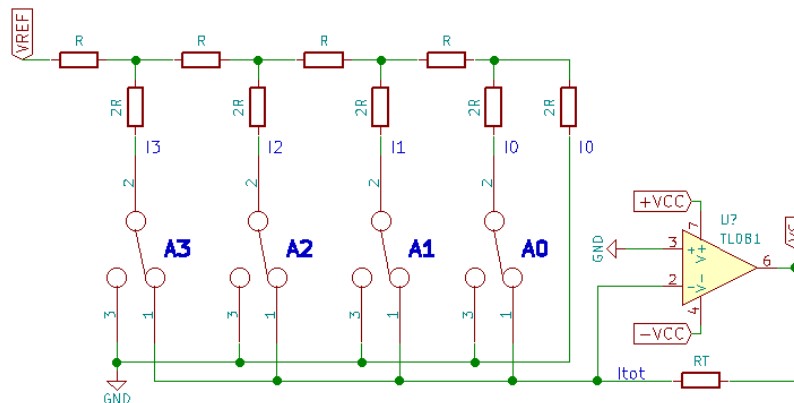 VREF
R
R
R
R
2R
2R
2R
2R
2R
I3
I2
I1
I0
I0
2
2
2
2
A3
A2
A1
A0
3
1
3
1
3
1
3
1
GND
+VCC
U?
TL081
7
GND
3
+
V+
6
2
-
V-
4
-VCC
Itot
RT